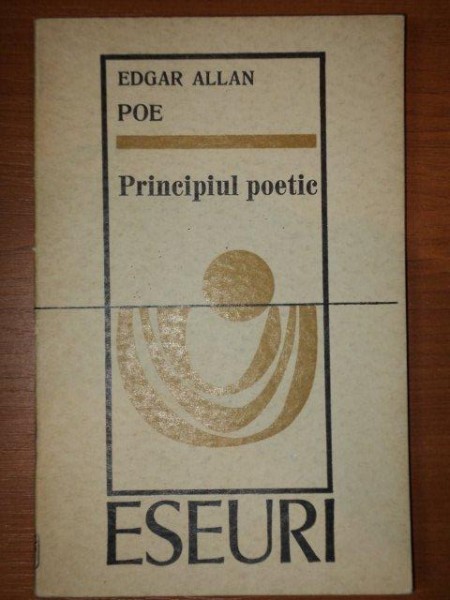 EDGAR ALLAN
POE
Principiul poetic
ESEURI